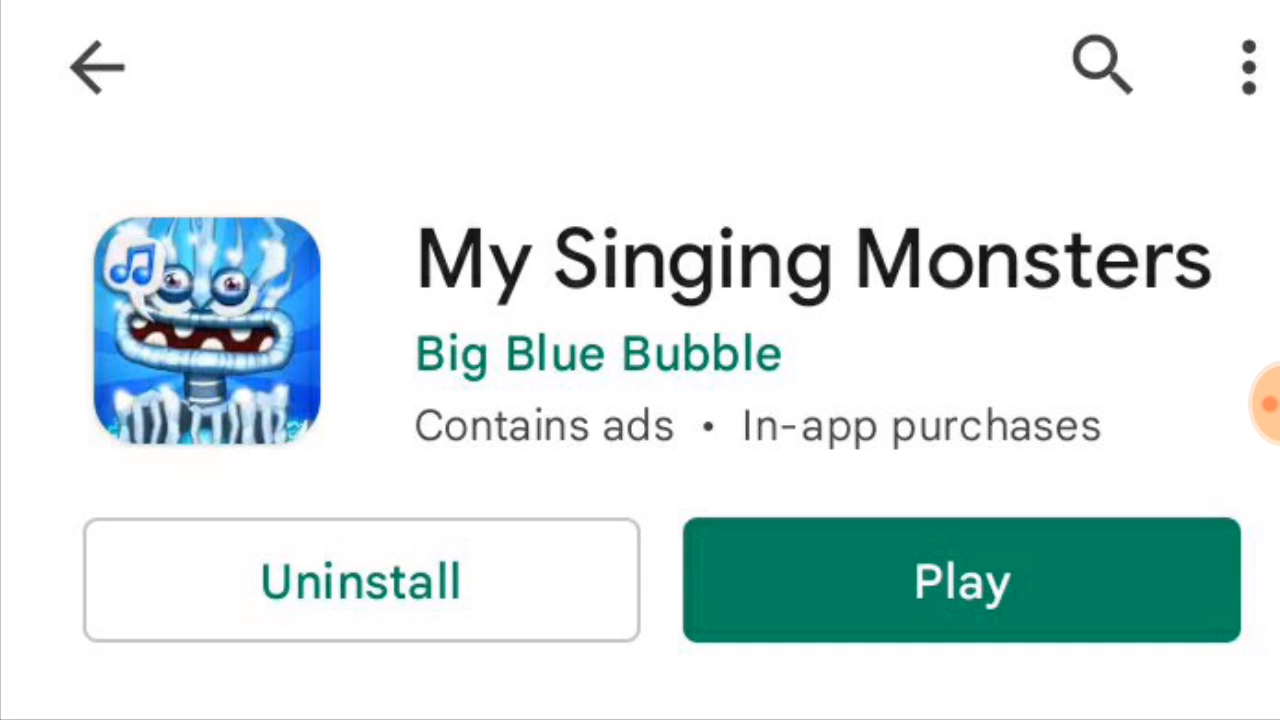 My Singing Monsters
Big Blue Bubble
Contains ads • In-app purchases
Uninstall
Play